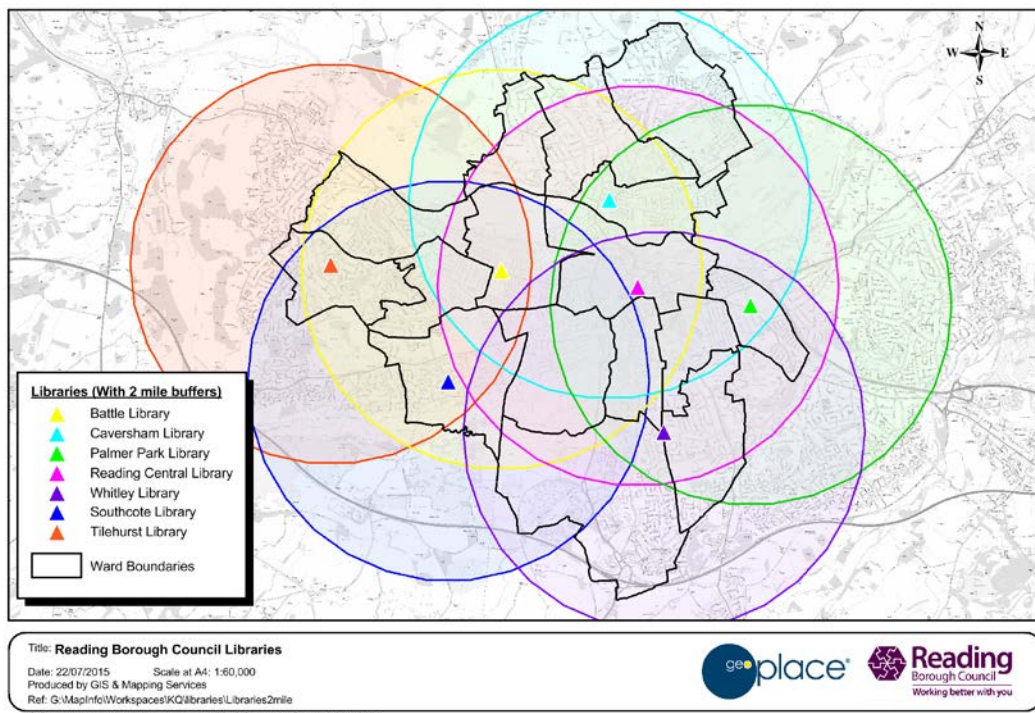 N
W E
S
Libraries (With 2 mile buffers)
Battle Library
Caversham Library
Palmer Park Library
Reading Central Library
Whitley Library
Southcote Library
Tilehurst Library
Ward Boundaries
Title: Reading Borough Council Libraries
Date: 22/07/2015 Scale at A4: 1:60,000
Produced by GIS & Mapping Services
Ref: G:\MapInfo\Workspaces\KQ\libraries\Libraries2mile
geoplace®
Reading
Borough Council
Working better with you